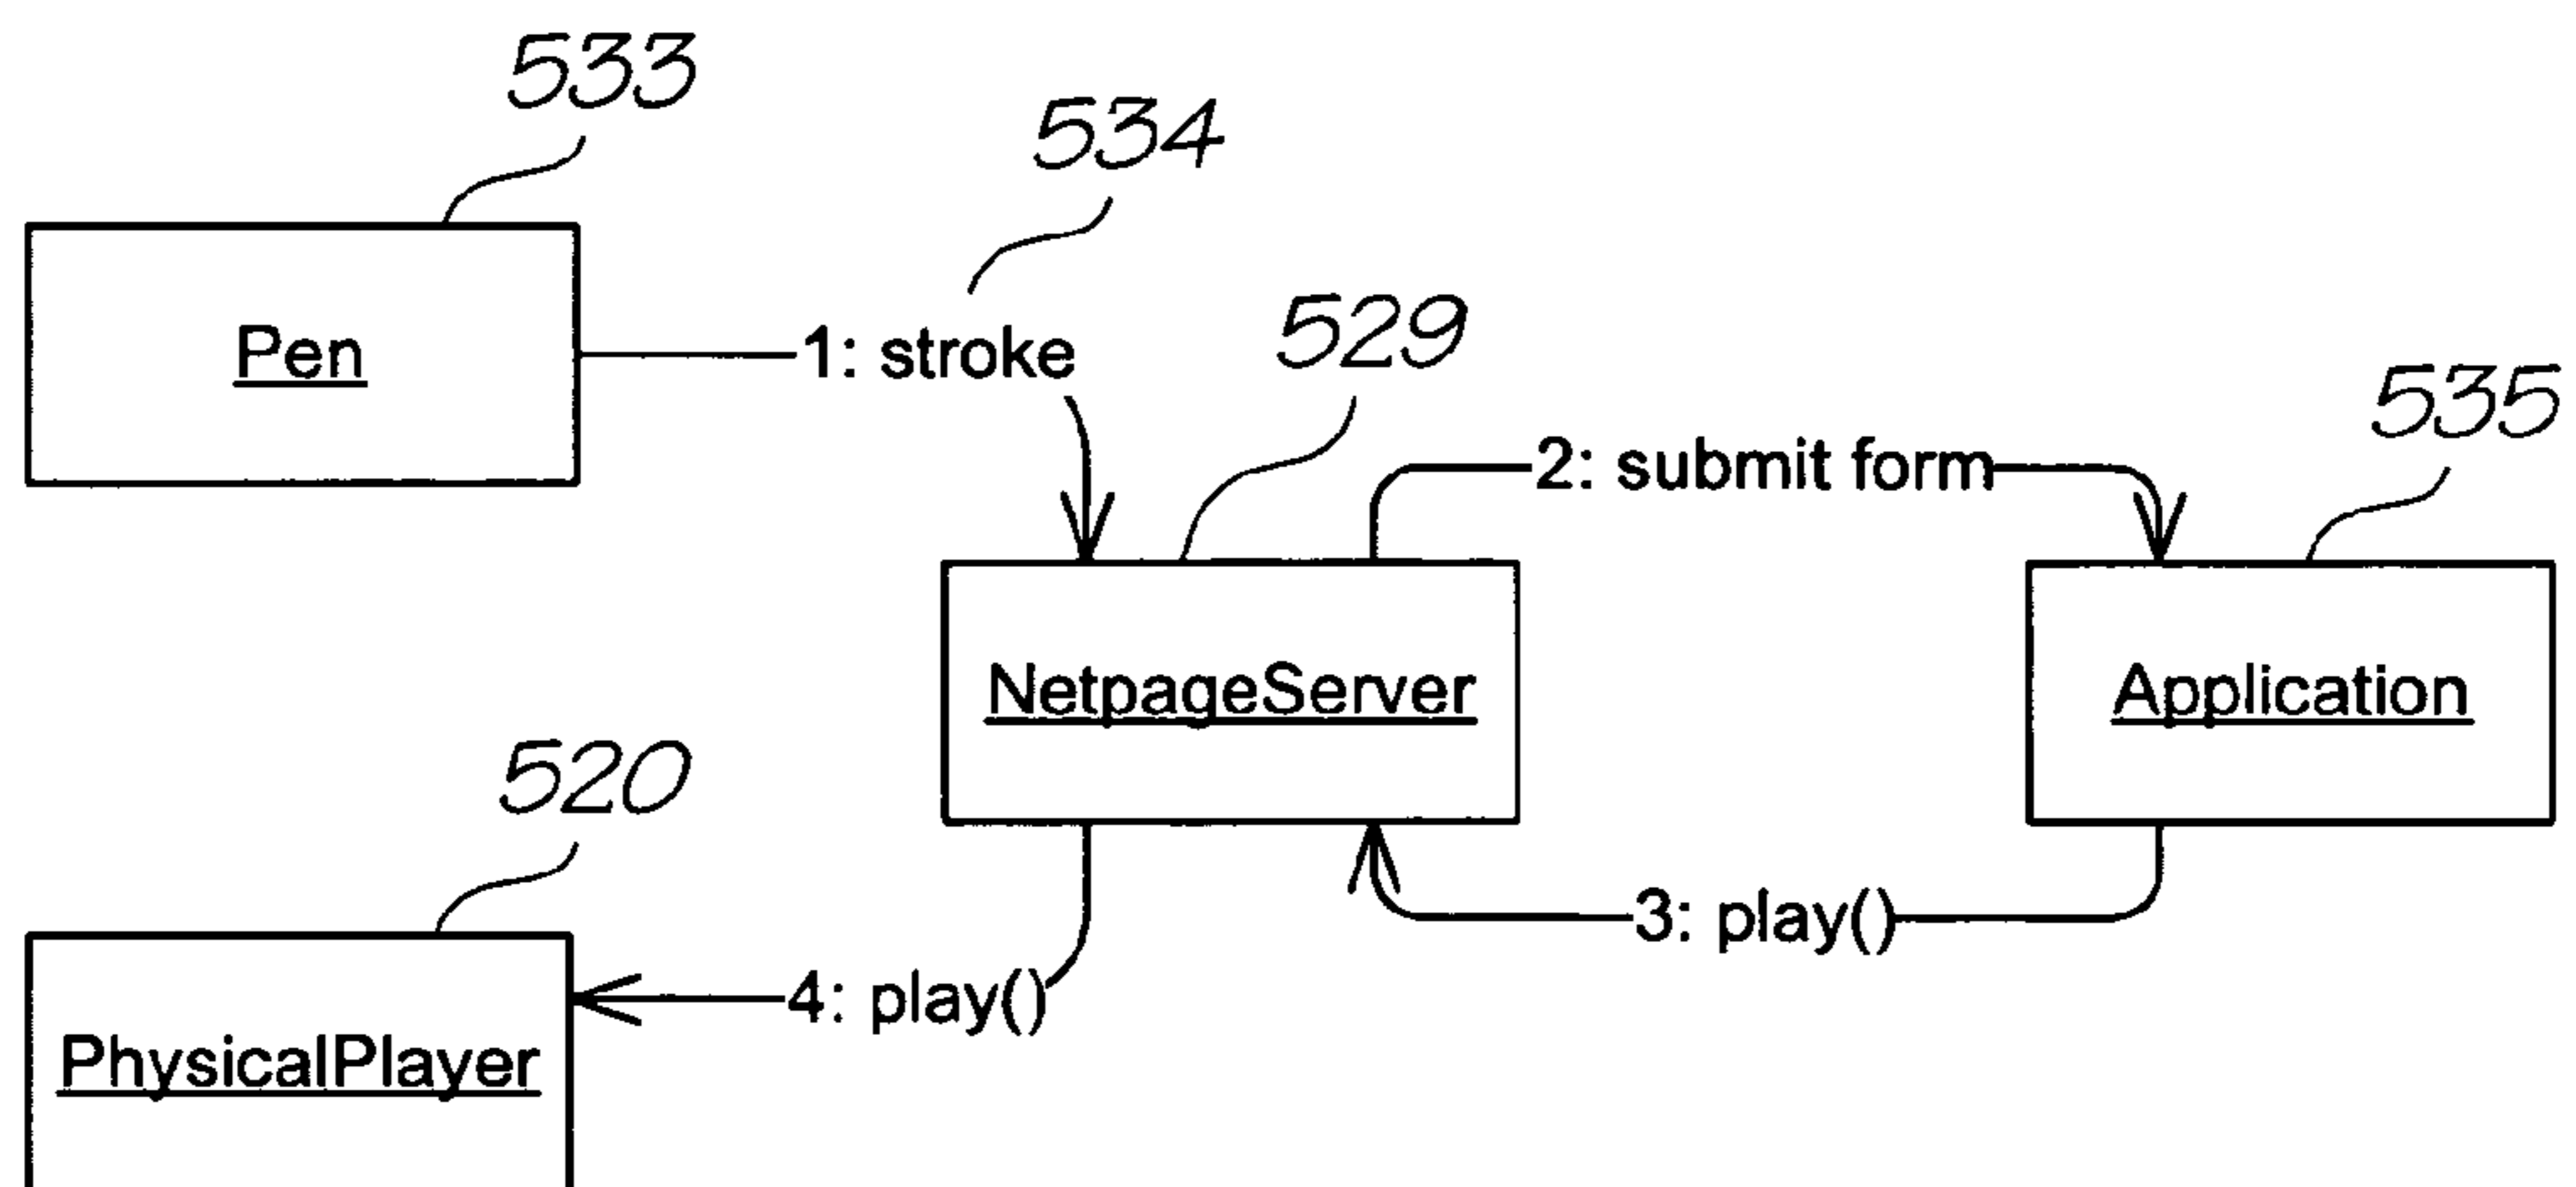 533
534
Pen
1: stroke
529
535
2: submit form
NetpageServer
Application
520
3: play()
4: play()
PhysicalPlayer